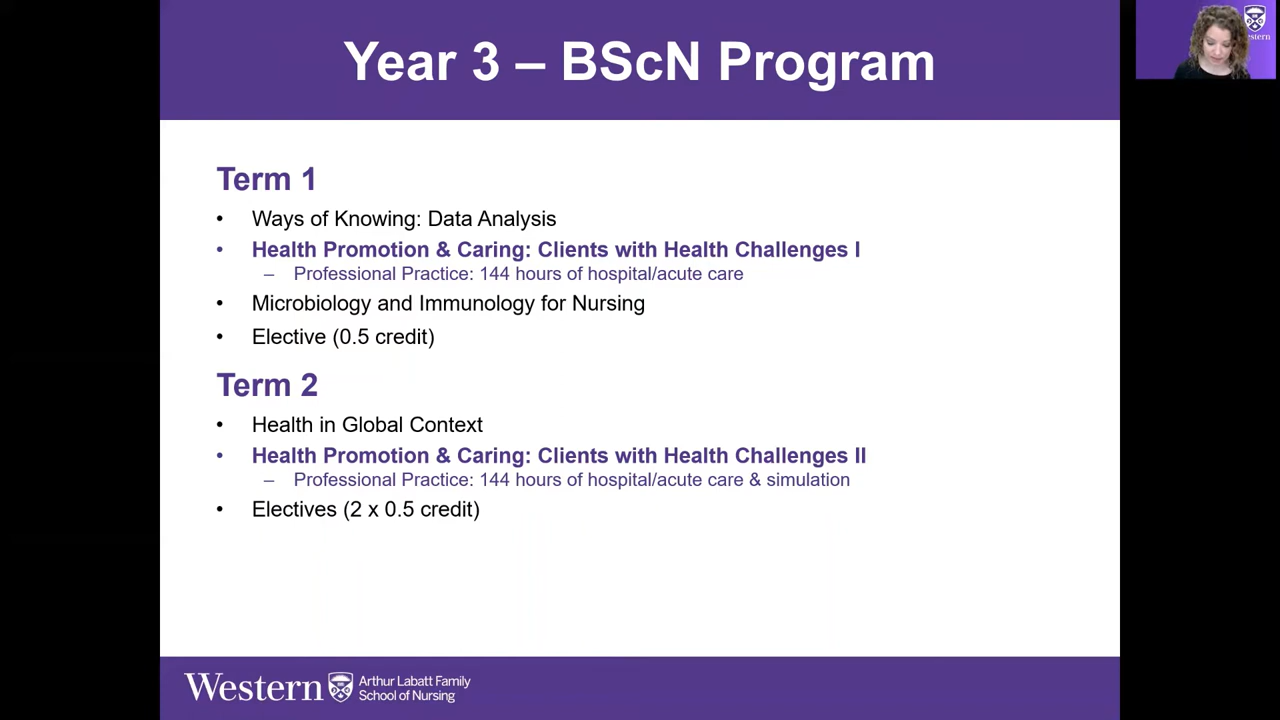 Year 3 – BScN Program
Term 1
• Ways of Knowing: Data Analysis
• Health Promotion & Caring: Clients with Health Challenges I
– Professional Practice: 144 hours of hospital/acute care
• Microbiology and Immunology for Nursing
• Elective (0.5 credit)
Term 2
• Health in Global Context
• Health Promotion & Caring: Clients with Health Challenges II
– Professional Practice: 144 hours of hospital/acute care & simulation
• Electives (2 x 0.5 credit)
Western
Arthur Labatt Family
School of Nursing